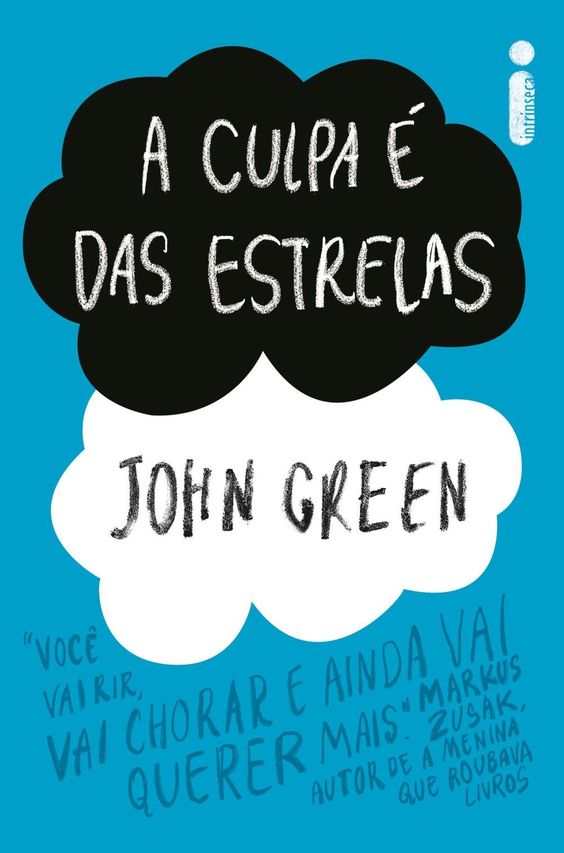 intrínseca
A CULPA É
DAS ESTRELAS
JOHN GREEN
"VOCÊ
VAI RIR,
VAI CHORAR E AINDA VAI
QUERER MAIS." MARKUS
ZUSAK,
AUTOR DE A MENINA
QUE ROUBAVA
LIVROS